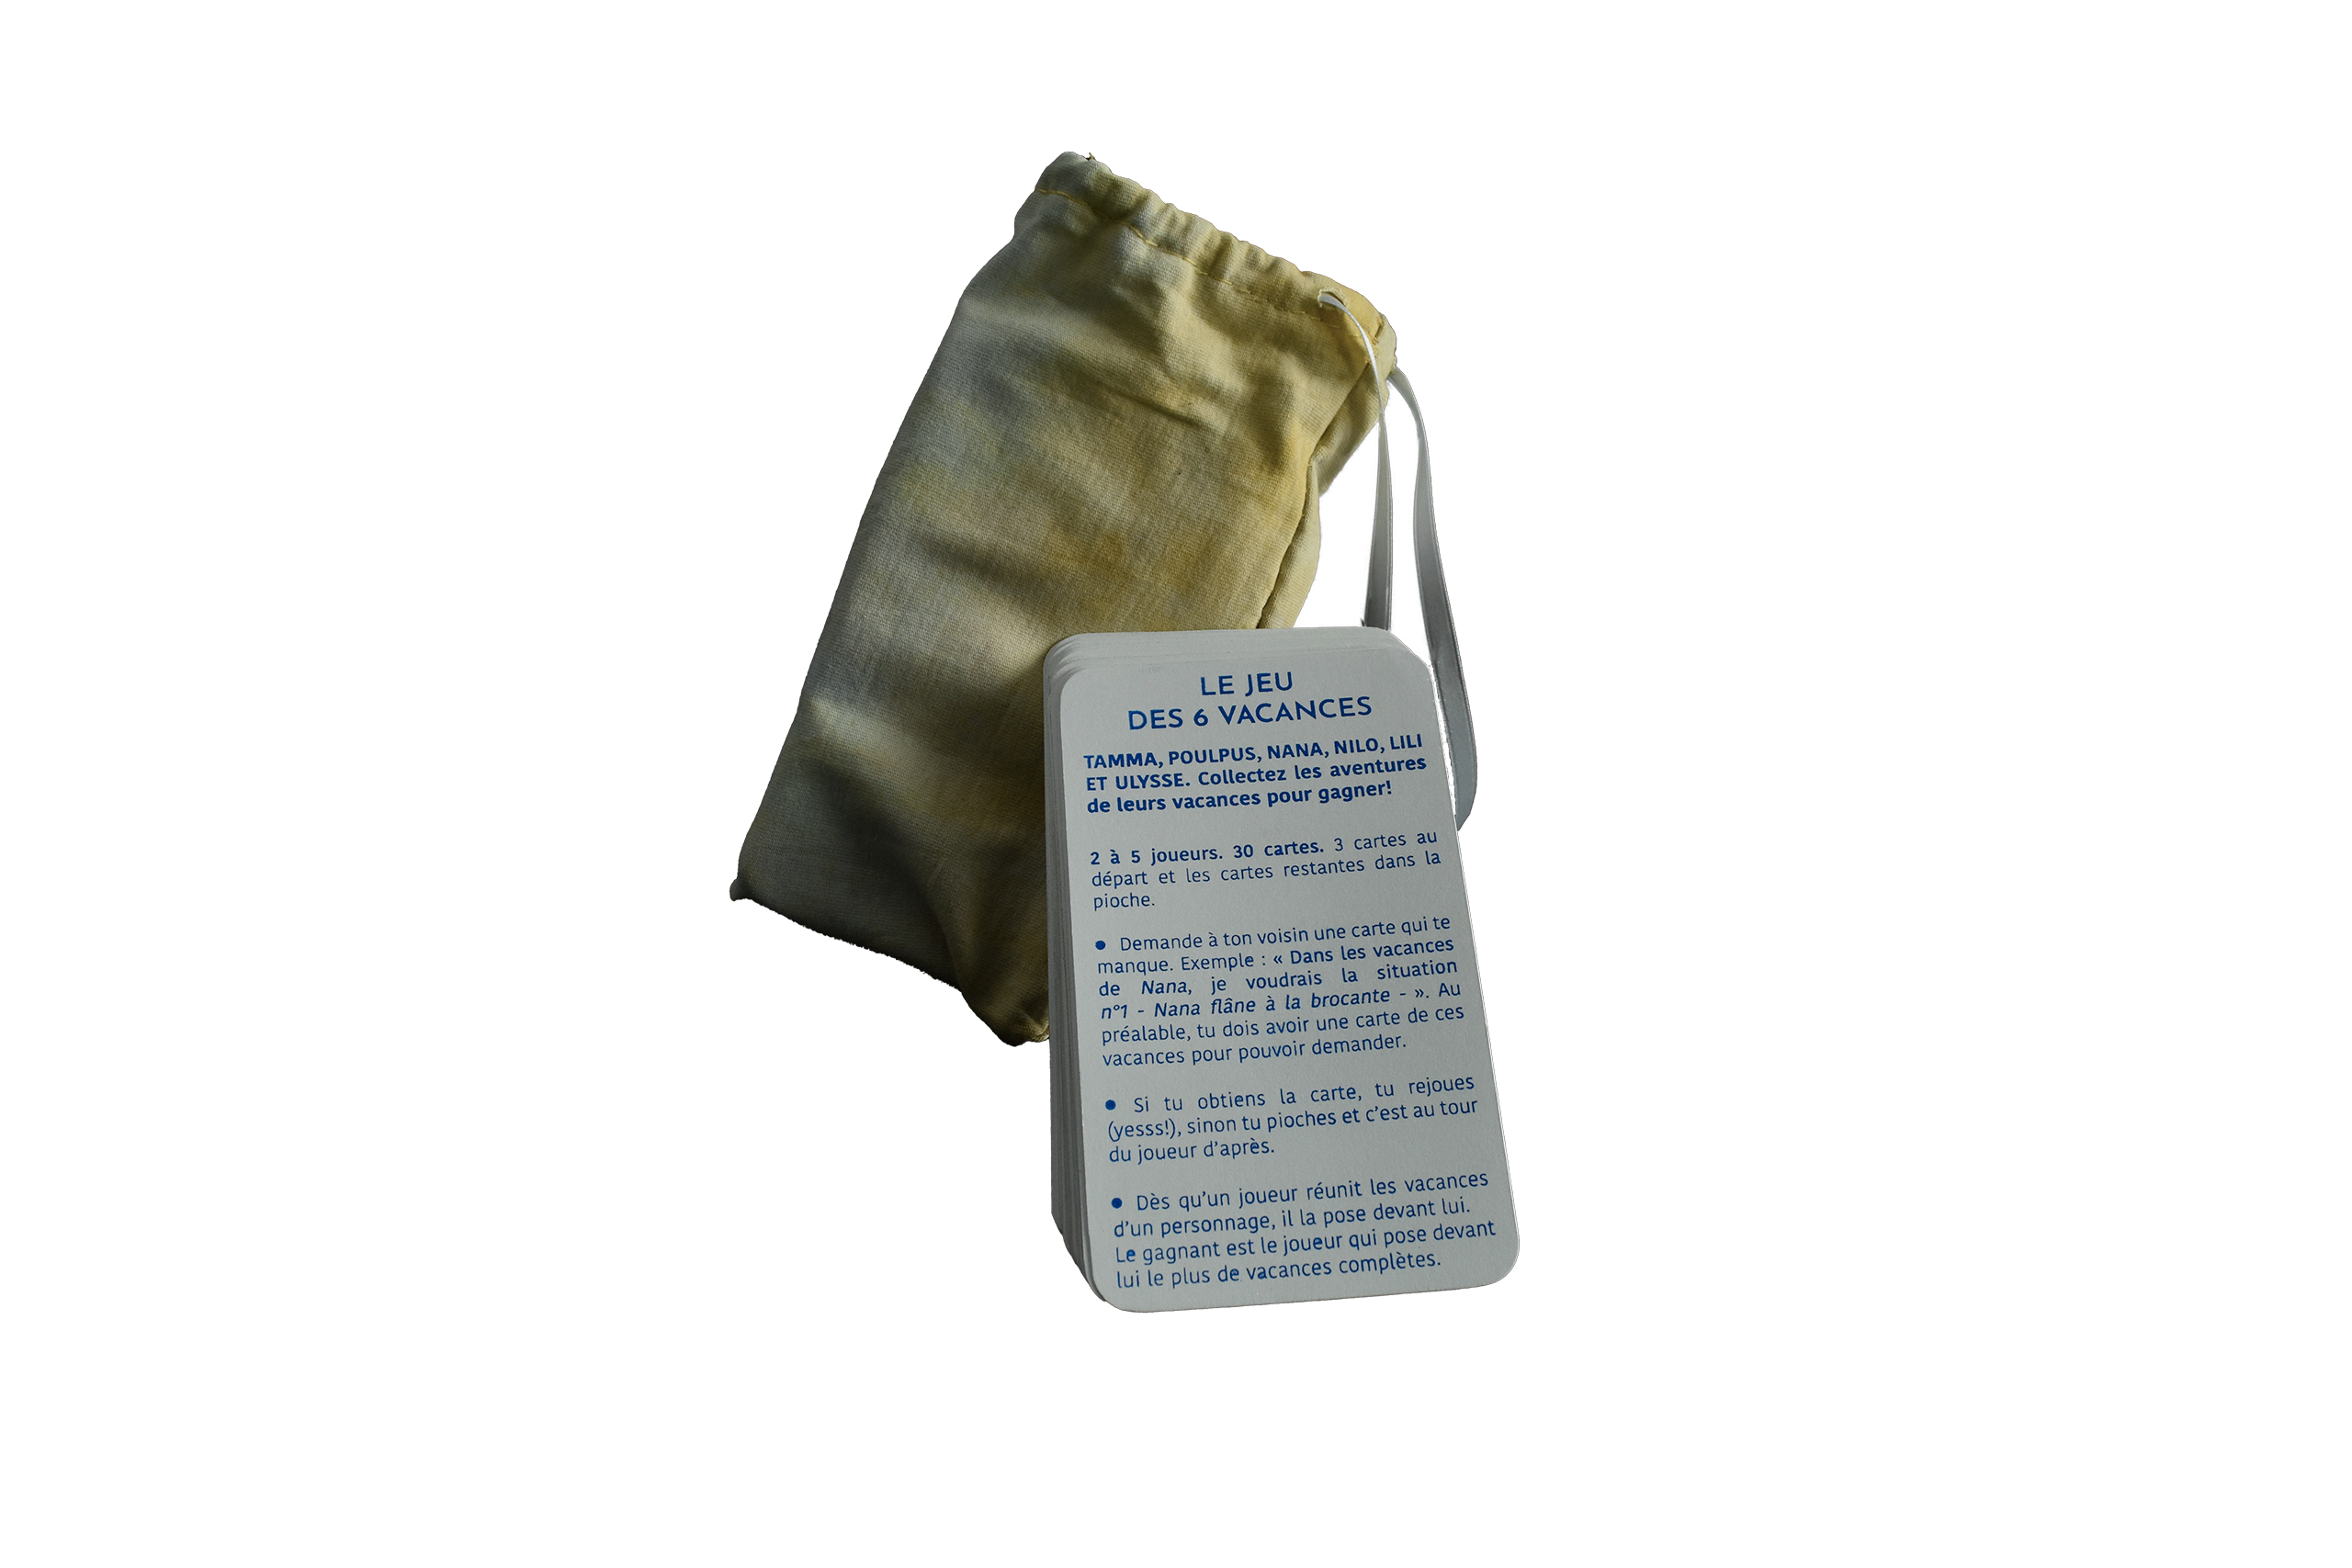 LE JEU
DES 6 VACANCES
TAMMA, POULPUS, NANA, NILO, LILI
ET ULYSSE. Collectez les aventures
de leurs vacances pour gagner!
2 à 5 joueurs. 30 cartes. 3 cartes au
départ et les cartes restantes dans la
pioche.
● Demande à ton voisin une carte qui te
manque. Exemple : « Dans les vacances
de Nana, je voudrais la situation
n°1 - Nana flâne à la brocante - ». Au
préalable, tu dois avoir une carte de ces
vacances pour pouvoir demander.
● Si tu obtiens la carte, tu rejoues
(yesss!), sinon tu pioches et c'est au tour
du joueur d'après.
● Dès qu'un joueur réunit les vacances
d'un personnage, il la pose devant lui.
Le gagnant est le joueur qui pose devant
lui le plus de vacances complètes.